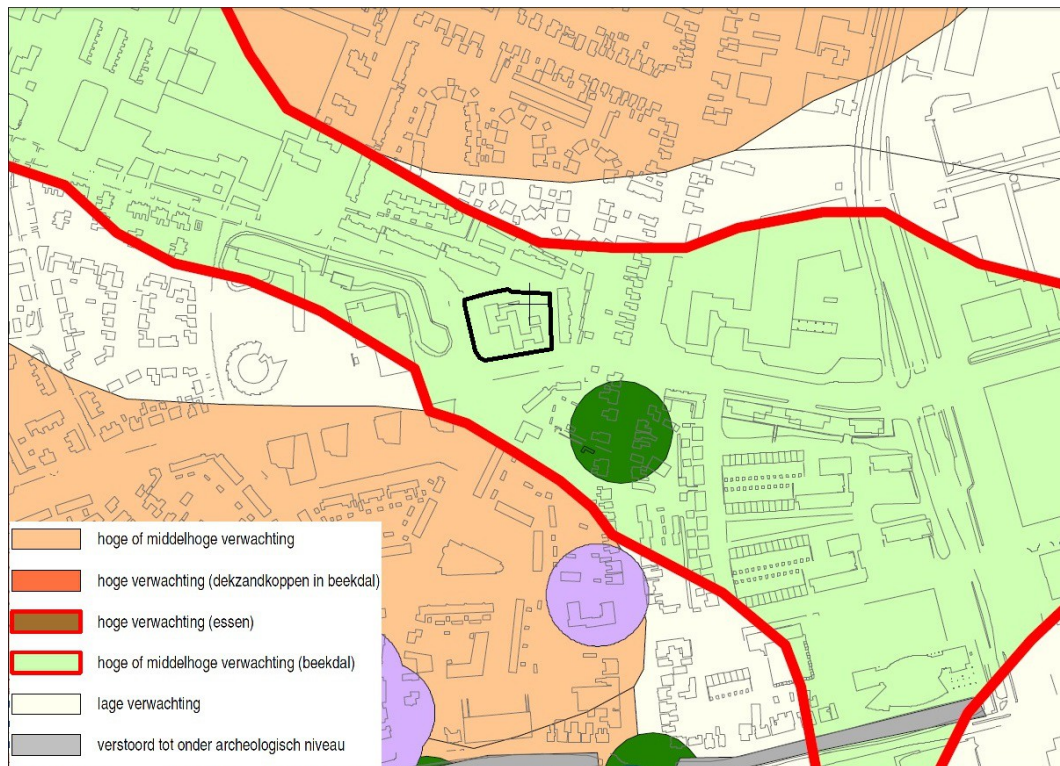 hoge of middelhoge verwachting
hoge verwachting (dekzandkoppen in beekdal)
hoge verwachting (essen)
hoge of middelhoge verwachting (beekdal)
lage verwachting
verstoord tot onder archeologisch niveau